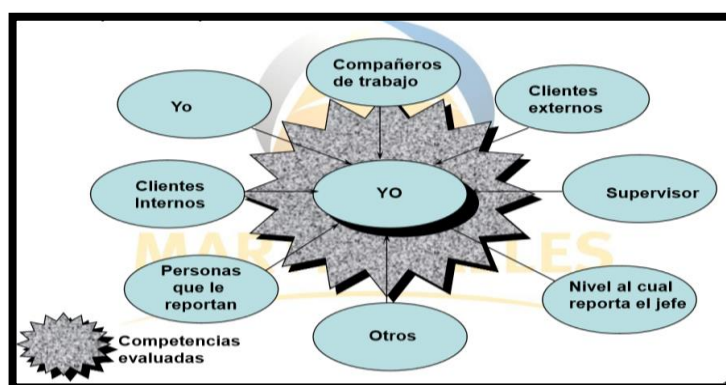 Compañeros
de trabajo
Yo
Clientes
externos
Clientes
Internos
YO
Supervisor
Personas
que le
reportan
Otros
Nivel al cual
reporta el jefe
Competencias
evaluadas